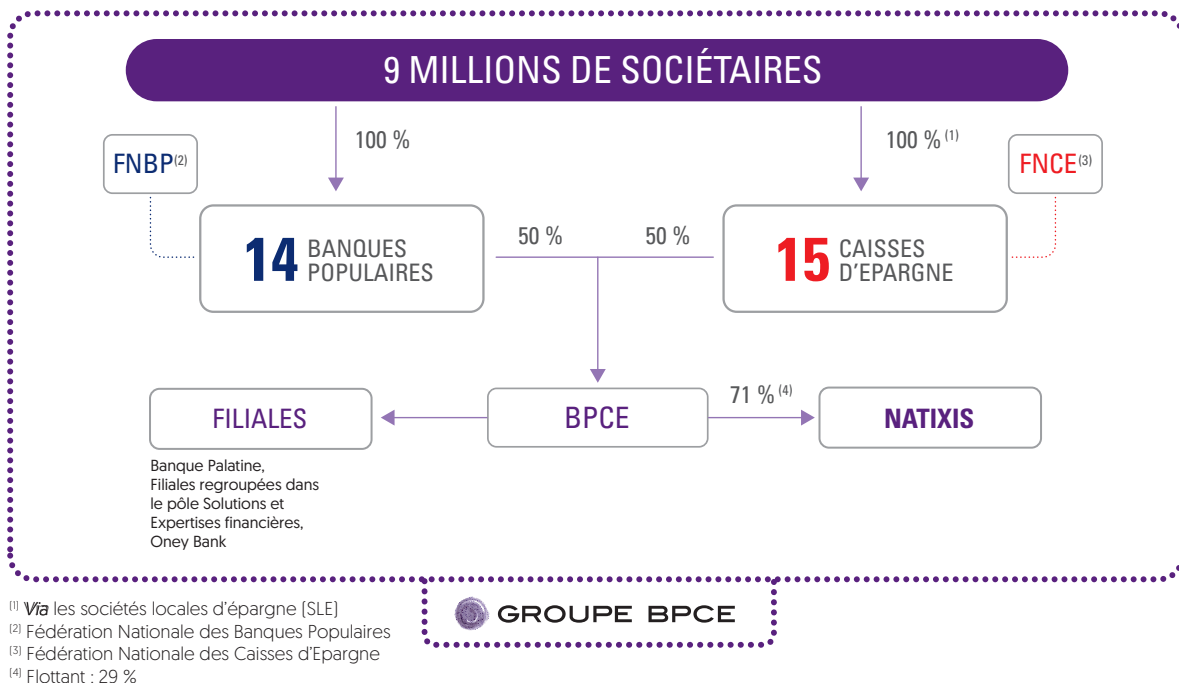 9 MILLIONS DE SOCIÉTAIRES
100 %
100 % (1)
FNBP(2)
FNCE(3)
14 BANQUES
POPULAIRES
50 %
50 %
15 CAISSES
D'EPARGNE
FILIALES
BPCE
71 % (4)
NATIXIS
Banque Palatine,
Filiales regroupées dans
le pôle Solutions et
Expertises financières,
Oney Bank
GROUPE BPCE
(1) Via les sociétés locales d'épargne (SLE)
(2) Fédération Nationale des Banques Populaires
(3) Fédération Nationale des Caisses d'Epargne
(4) Flottant : 29 %